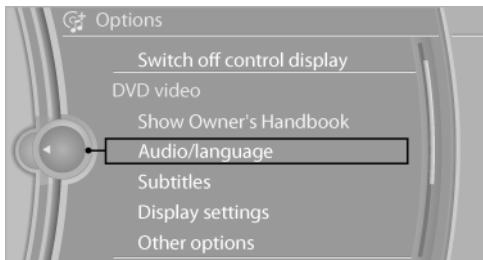 Options
Switch off control display
DVD video
Show Owner's Handbook
Audio/language
Subtitles
Display settings
Other options